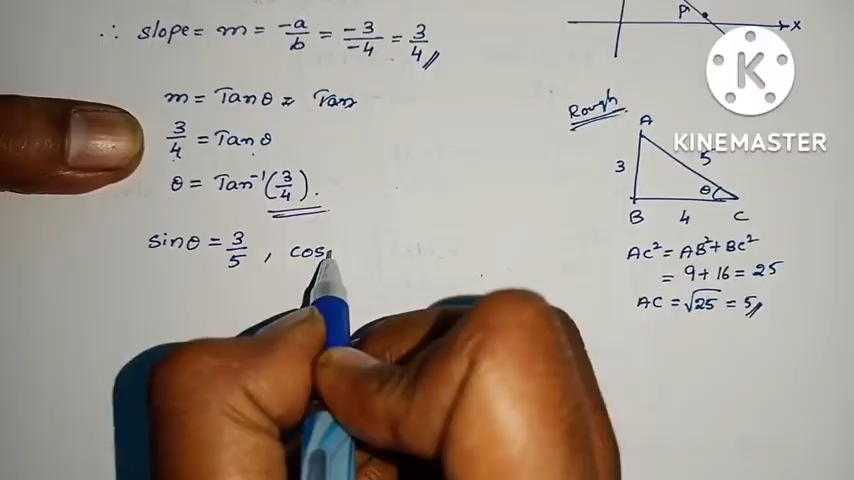 ∴ slope = m = -a/b = -3/-4 = 3/4
m = Tanθ = Tan
3/4 = Tanθ
θ = Tan⁻¹(3/4).
sinθ = 3/5 , cos
P
X
Rough
A
3
5
θ
B
4
C
AC² = AB² + BC²
= 9 + 16 = 25
AC = √25 = 5
K
KINEMASTER